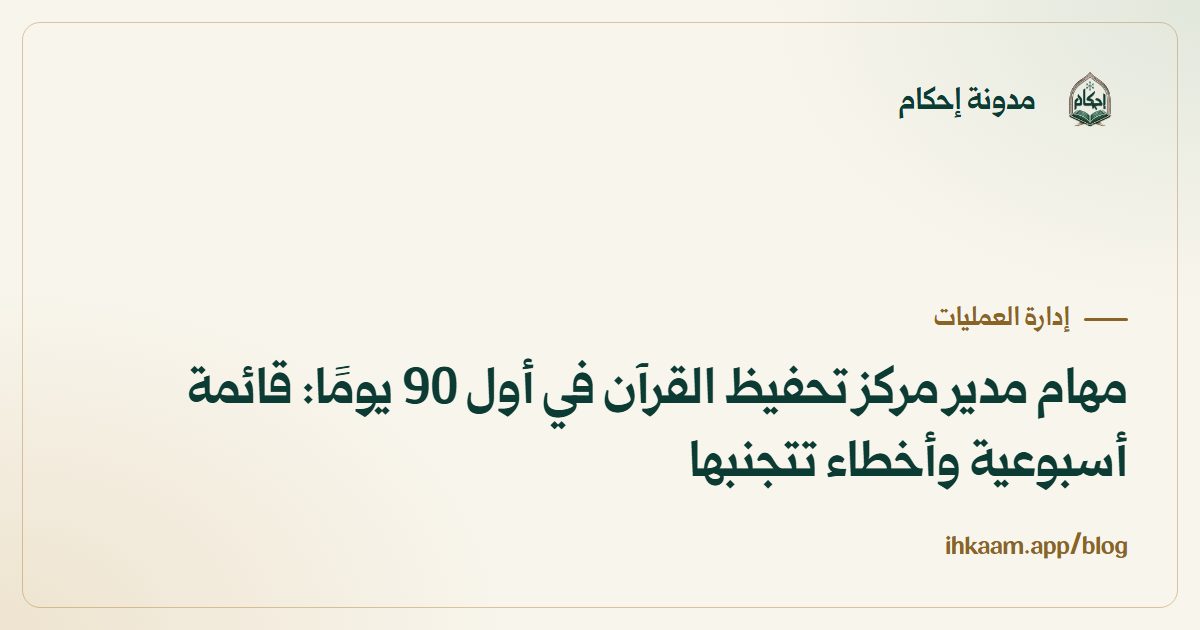 إحكام
مدونة إحكام
إدارة العمليات
مهام مدير مركز تحفيظ القرآن في أول 90 يومًا: قائمة
أسبوعية وأخطاء تتجنبها
ihkaam.app/blog